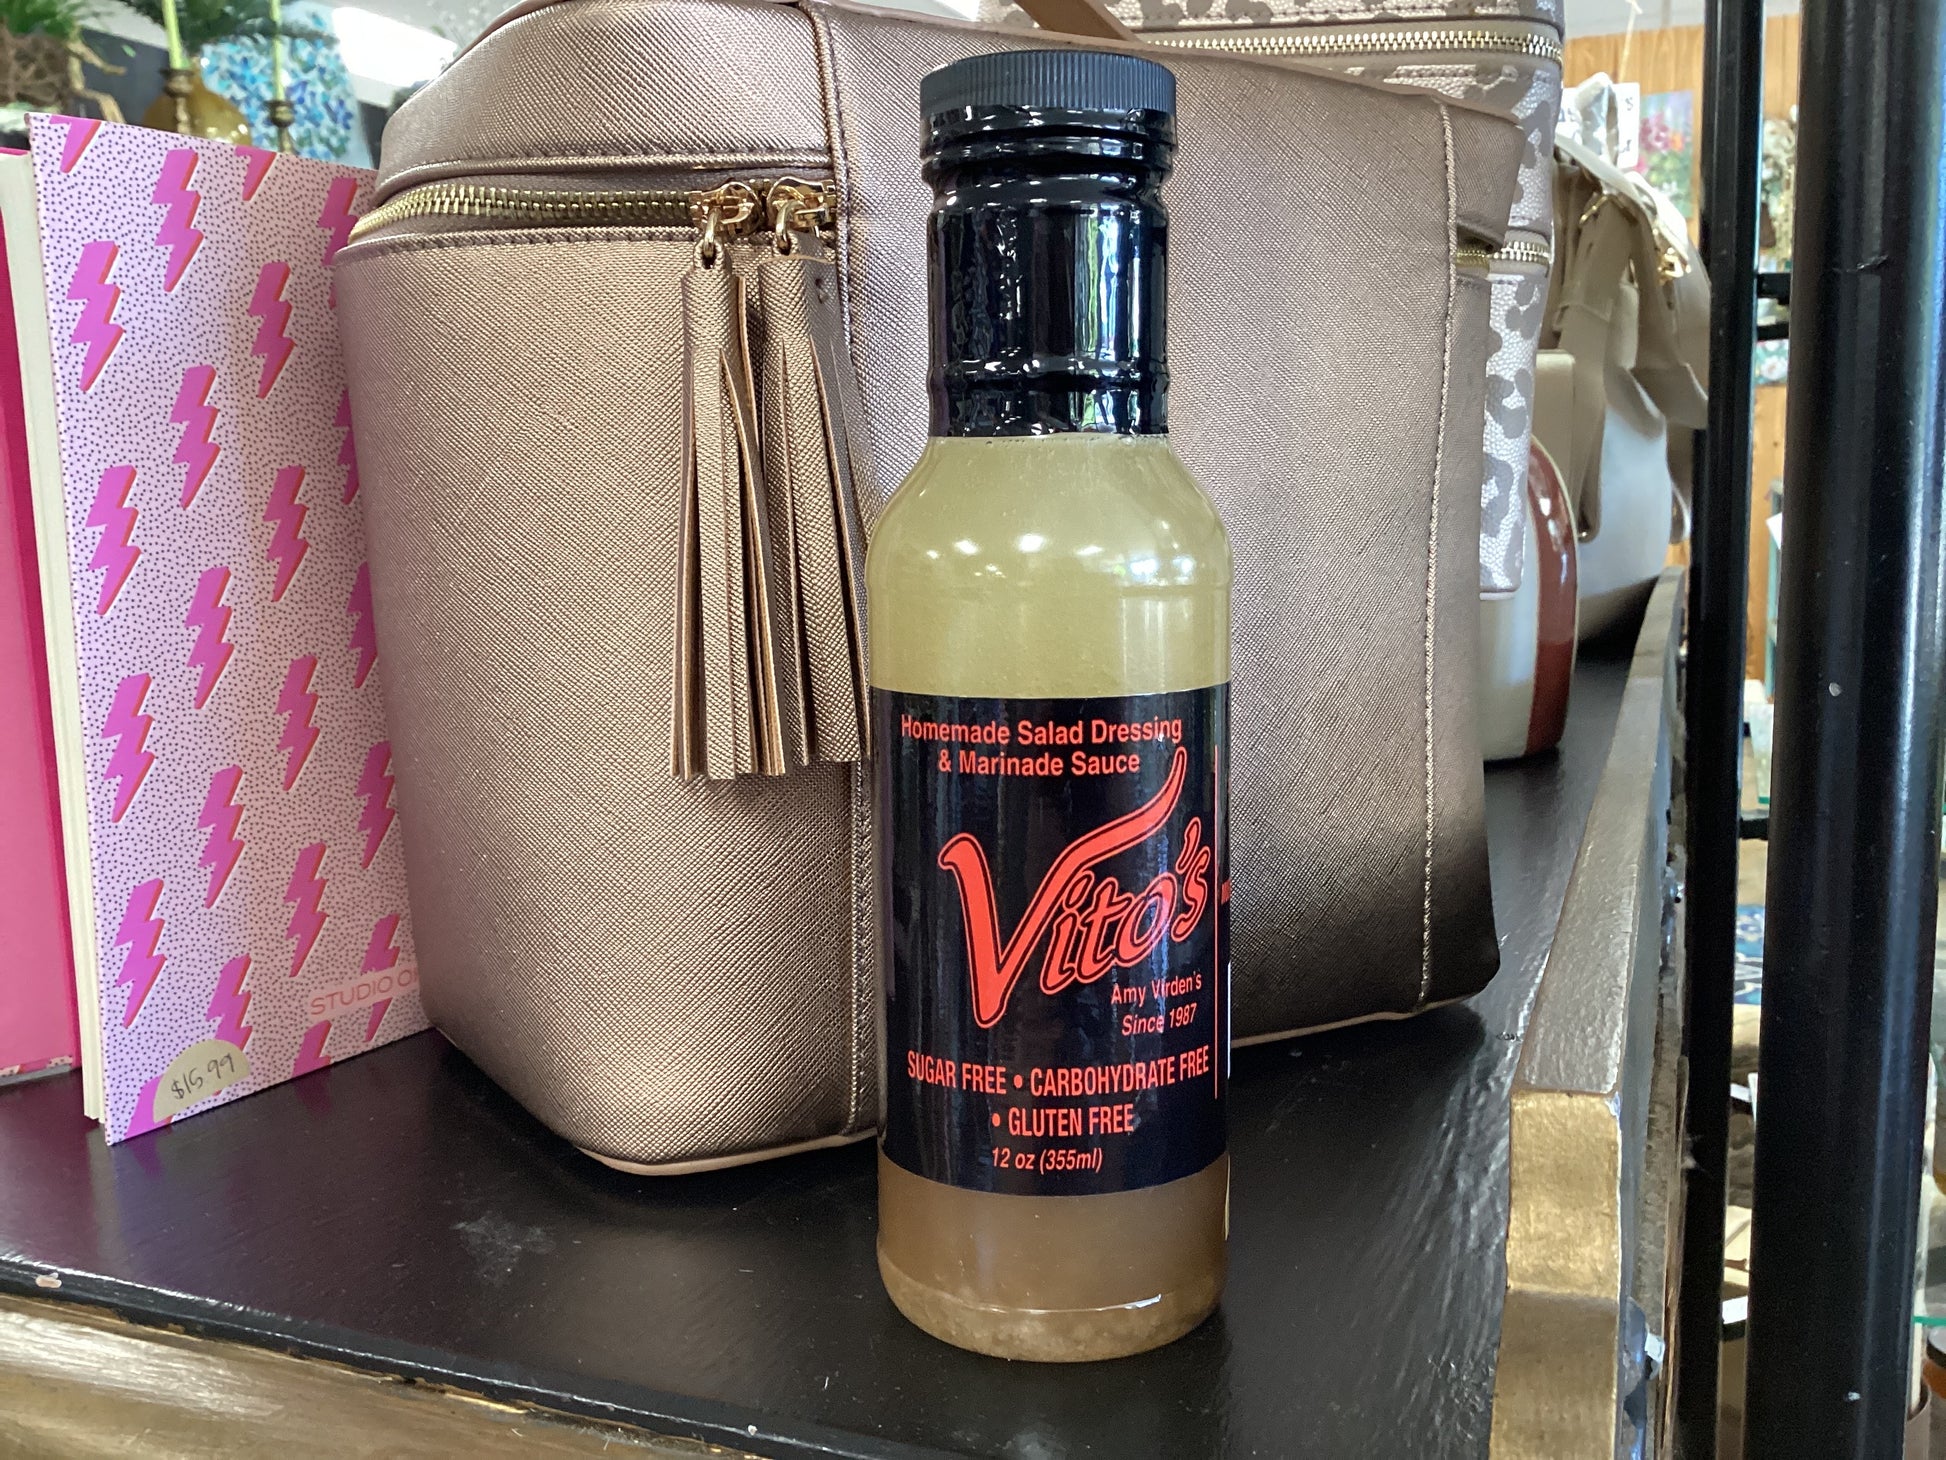 Homemade Salad Dressing
& Marinade Sauce
Vito's
Amy Virden's
Since 1987
SUGAR FREE • CARBOHYDRATE FREE
• GLUTEN FREE
12 oz (355ml)
STUDIO
$15.99